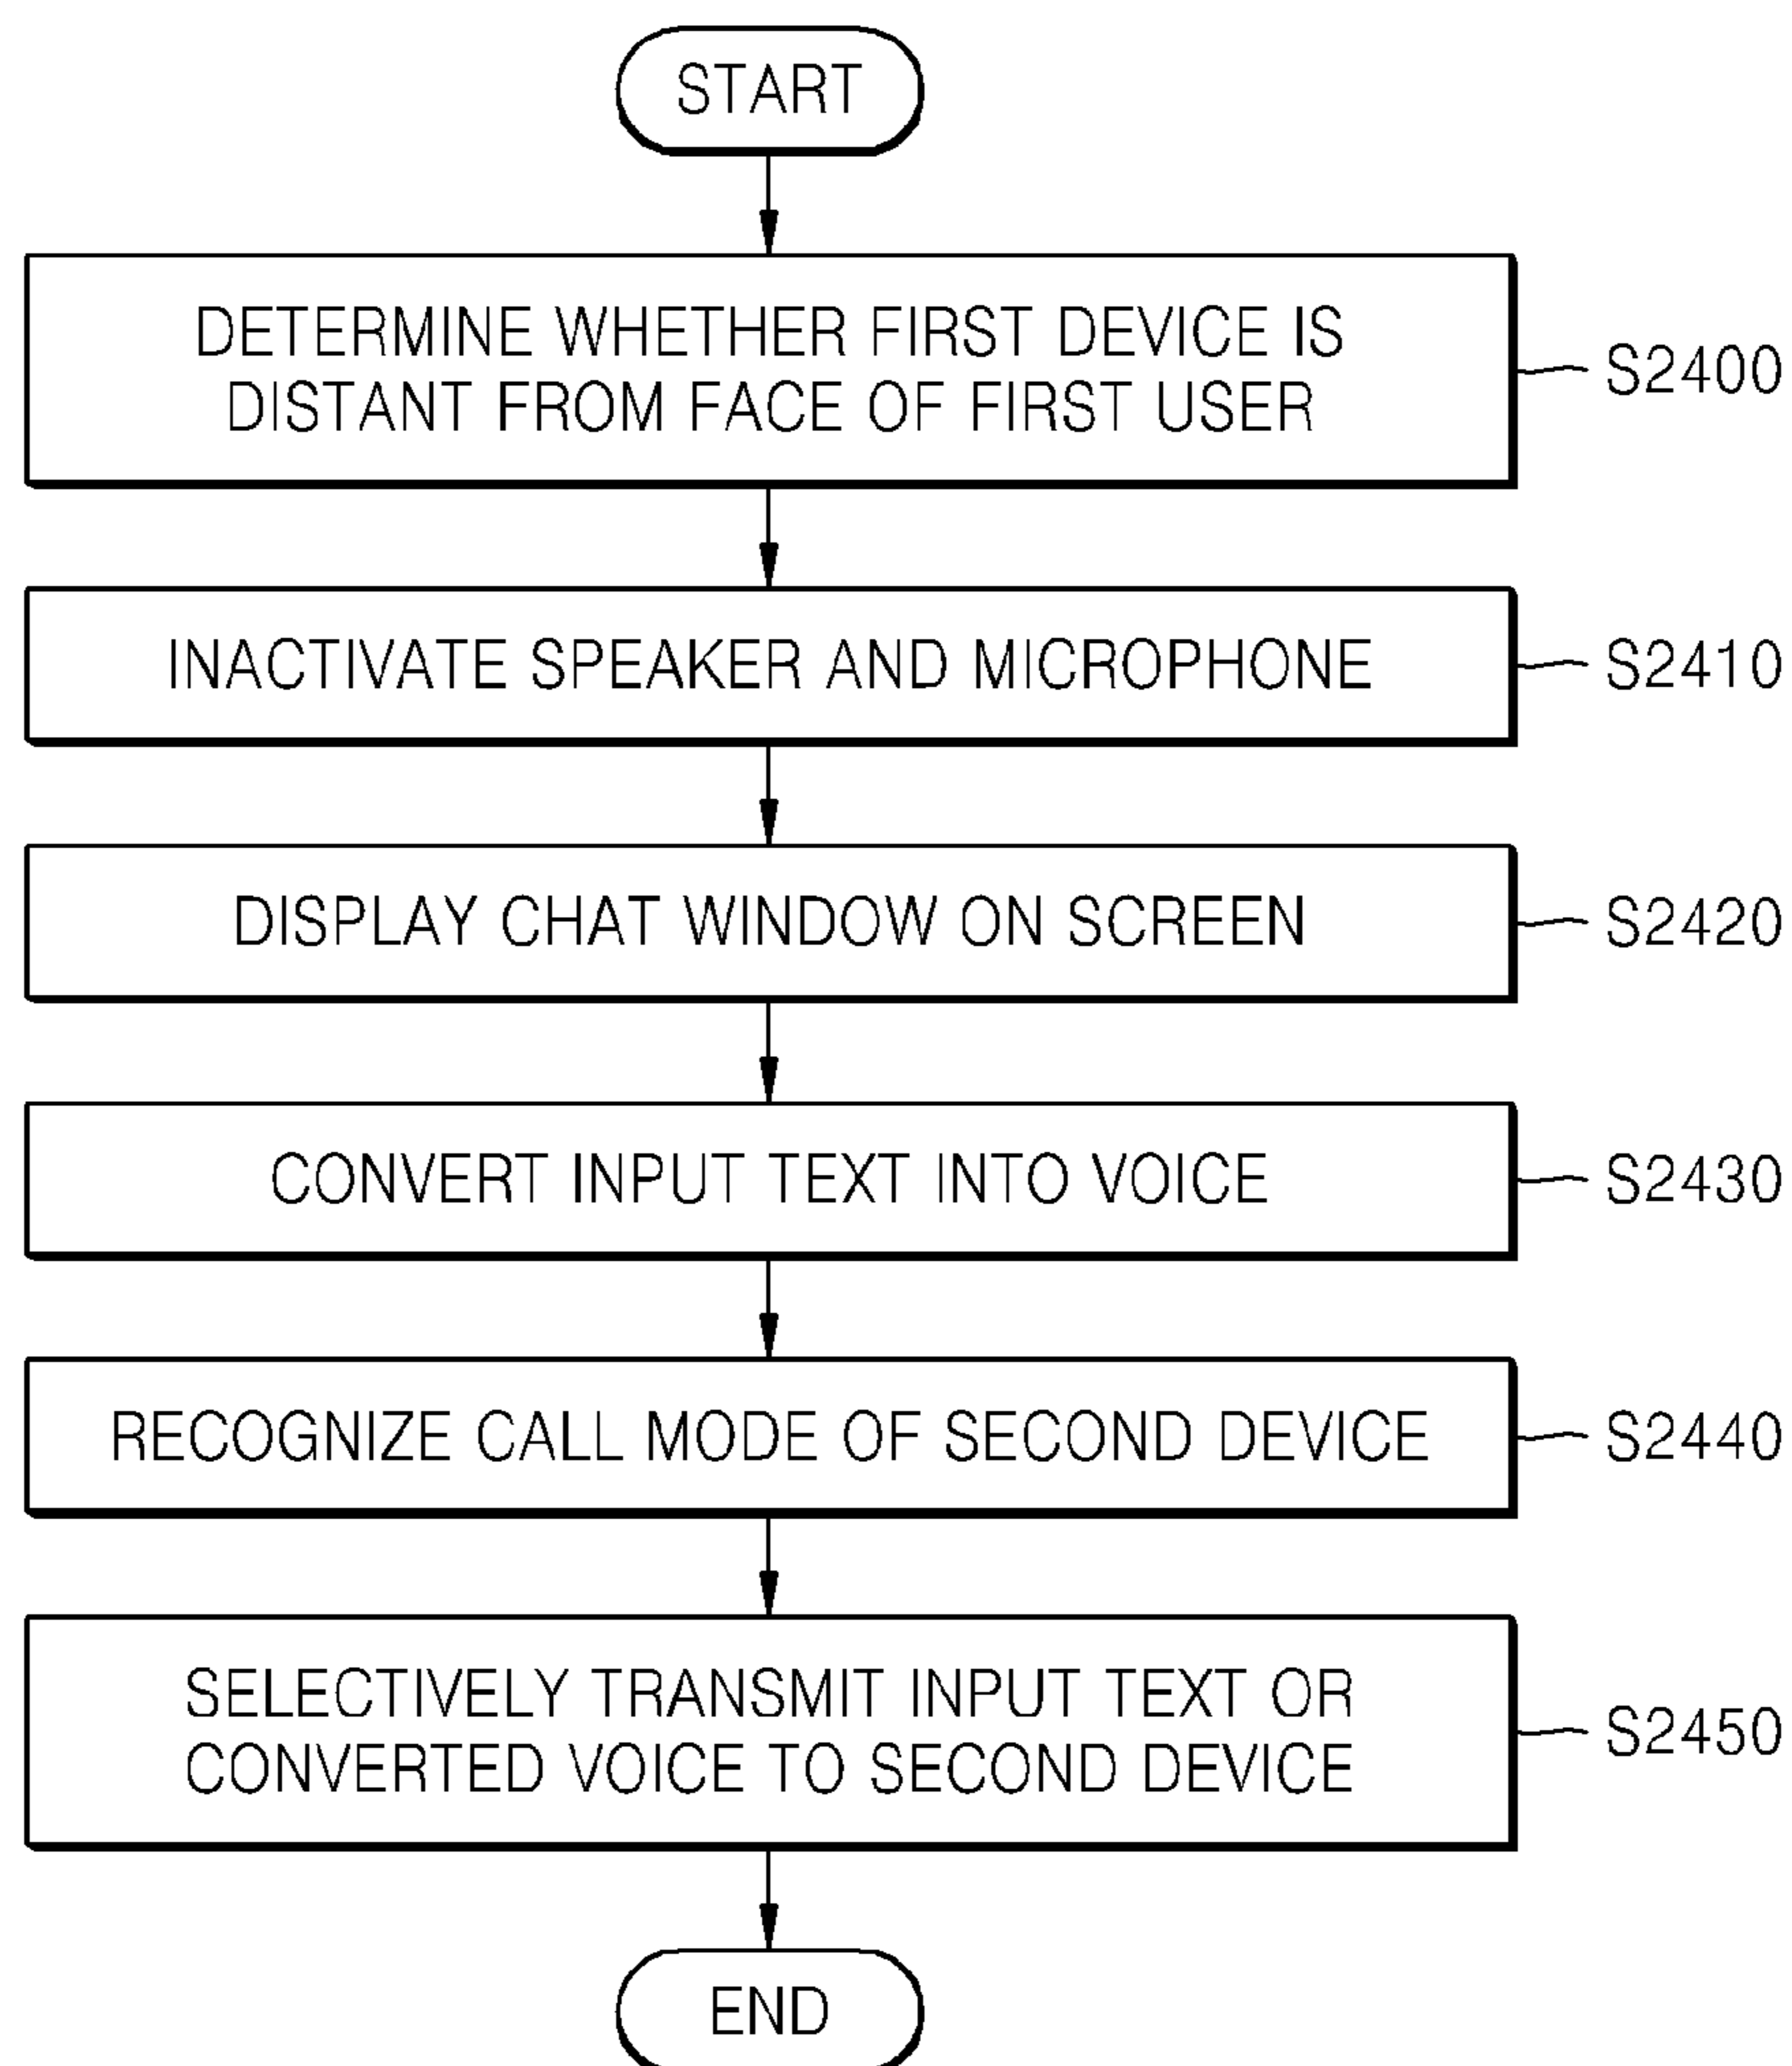 START
DETERMINE WHETHER FIRST DEVICE IS
DISTANT FROM FACE OF FIRST USER
S2400
INACTIVATE SPEAKER AND MICROPHONE
S2410
DISPLAY CHAT WINDOW ON SCREEN
S2420
CONVERT INPUT TEXT INTO VOICE
S2430
RECOGNIZE CALL MODE OF SECOND DEVICE
S2440
SELECTIVELY TRANSMIT INPUT TEXT OR
CONVERTED VOICE TO SECOND DEVICE
S2450
END